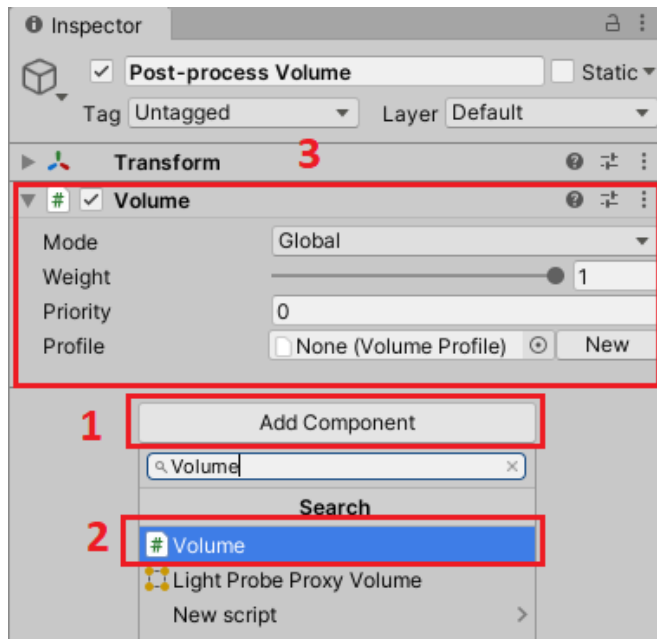 Inspector
Post-process Volume Static
Tag Untagged Layer Default
Transform 3
# Volume
Mode Global
Weight 1
Priority 0
Profile None (Volume Profile) New
1 Add Component
Volume
Search
2 # Volume
Light Probe Proxy Volume
New script